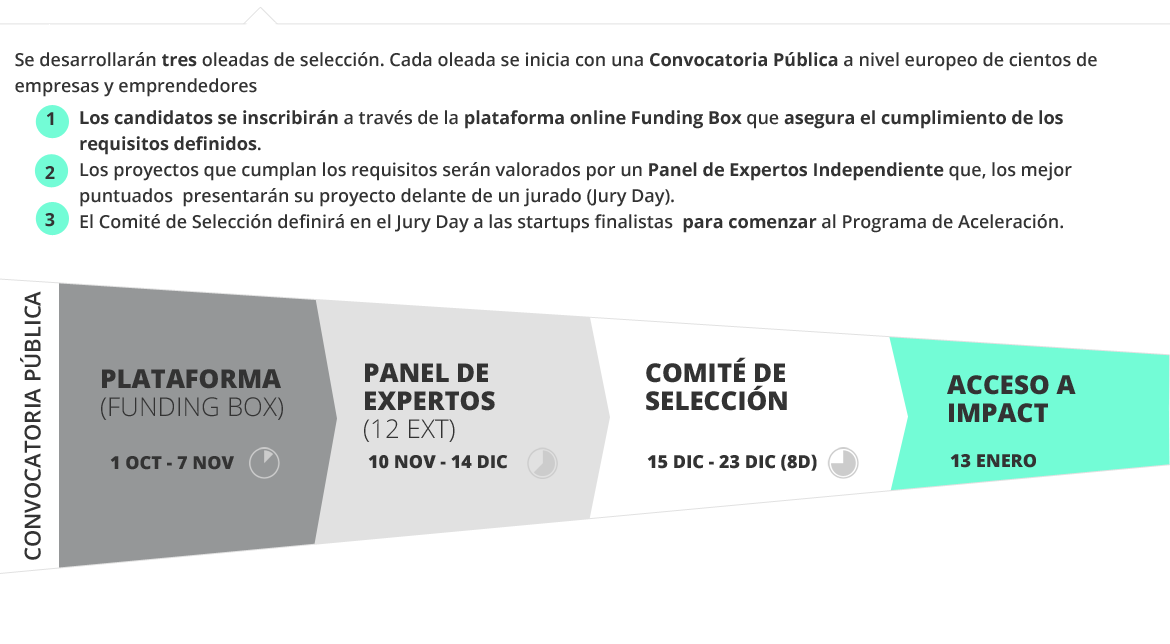 Se desarrollarán tres oleadas de selección. Cada oleada se inicia con una Convocatoria Pública a nivel europeo de cientos de
empresas y emprendedores
1 Los candidatos se inscribirán a través de la plataforma online Funding Box que asegura el cumplimiento de los
requisitos definidos.
2 Los proyectos que cumplan los requisitos serán valorados por un Panel de Expertos Independiente que, los mejor
puntuados presentarán su proyecto delante de un jurado (Jury Day).
3 El Comité de Selección definirá en el Jury Day a las startups finalistas para comenzar al Programa de Aceleración.
CONVOCATORIA PÚBLICA
PLATAFORMA
(FUNDING BOX)
1 OCT - 7 NOV
PANEL DE
EXPERTOS
(12 EXT)
10 NOV - 14 DIC
COMITÉ DE
SELECCIÓN
15 DIC - 23 DIC (8D)
ACCESO A
IMPACT
13 ENERO